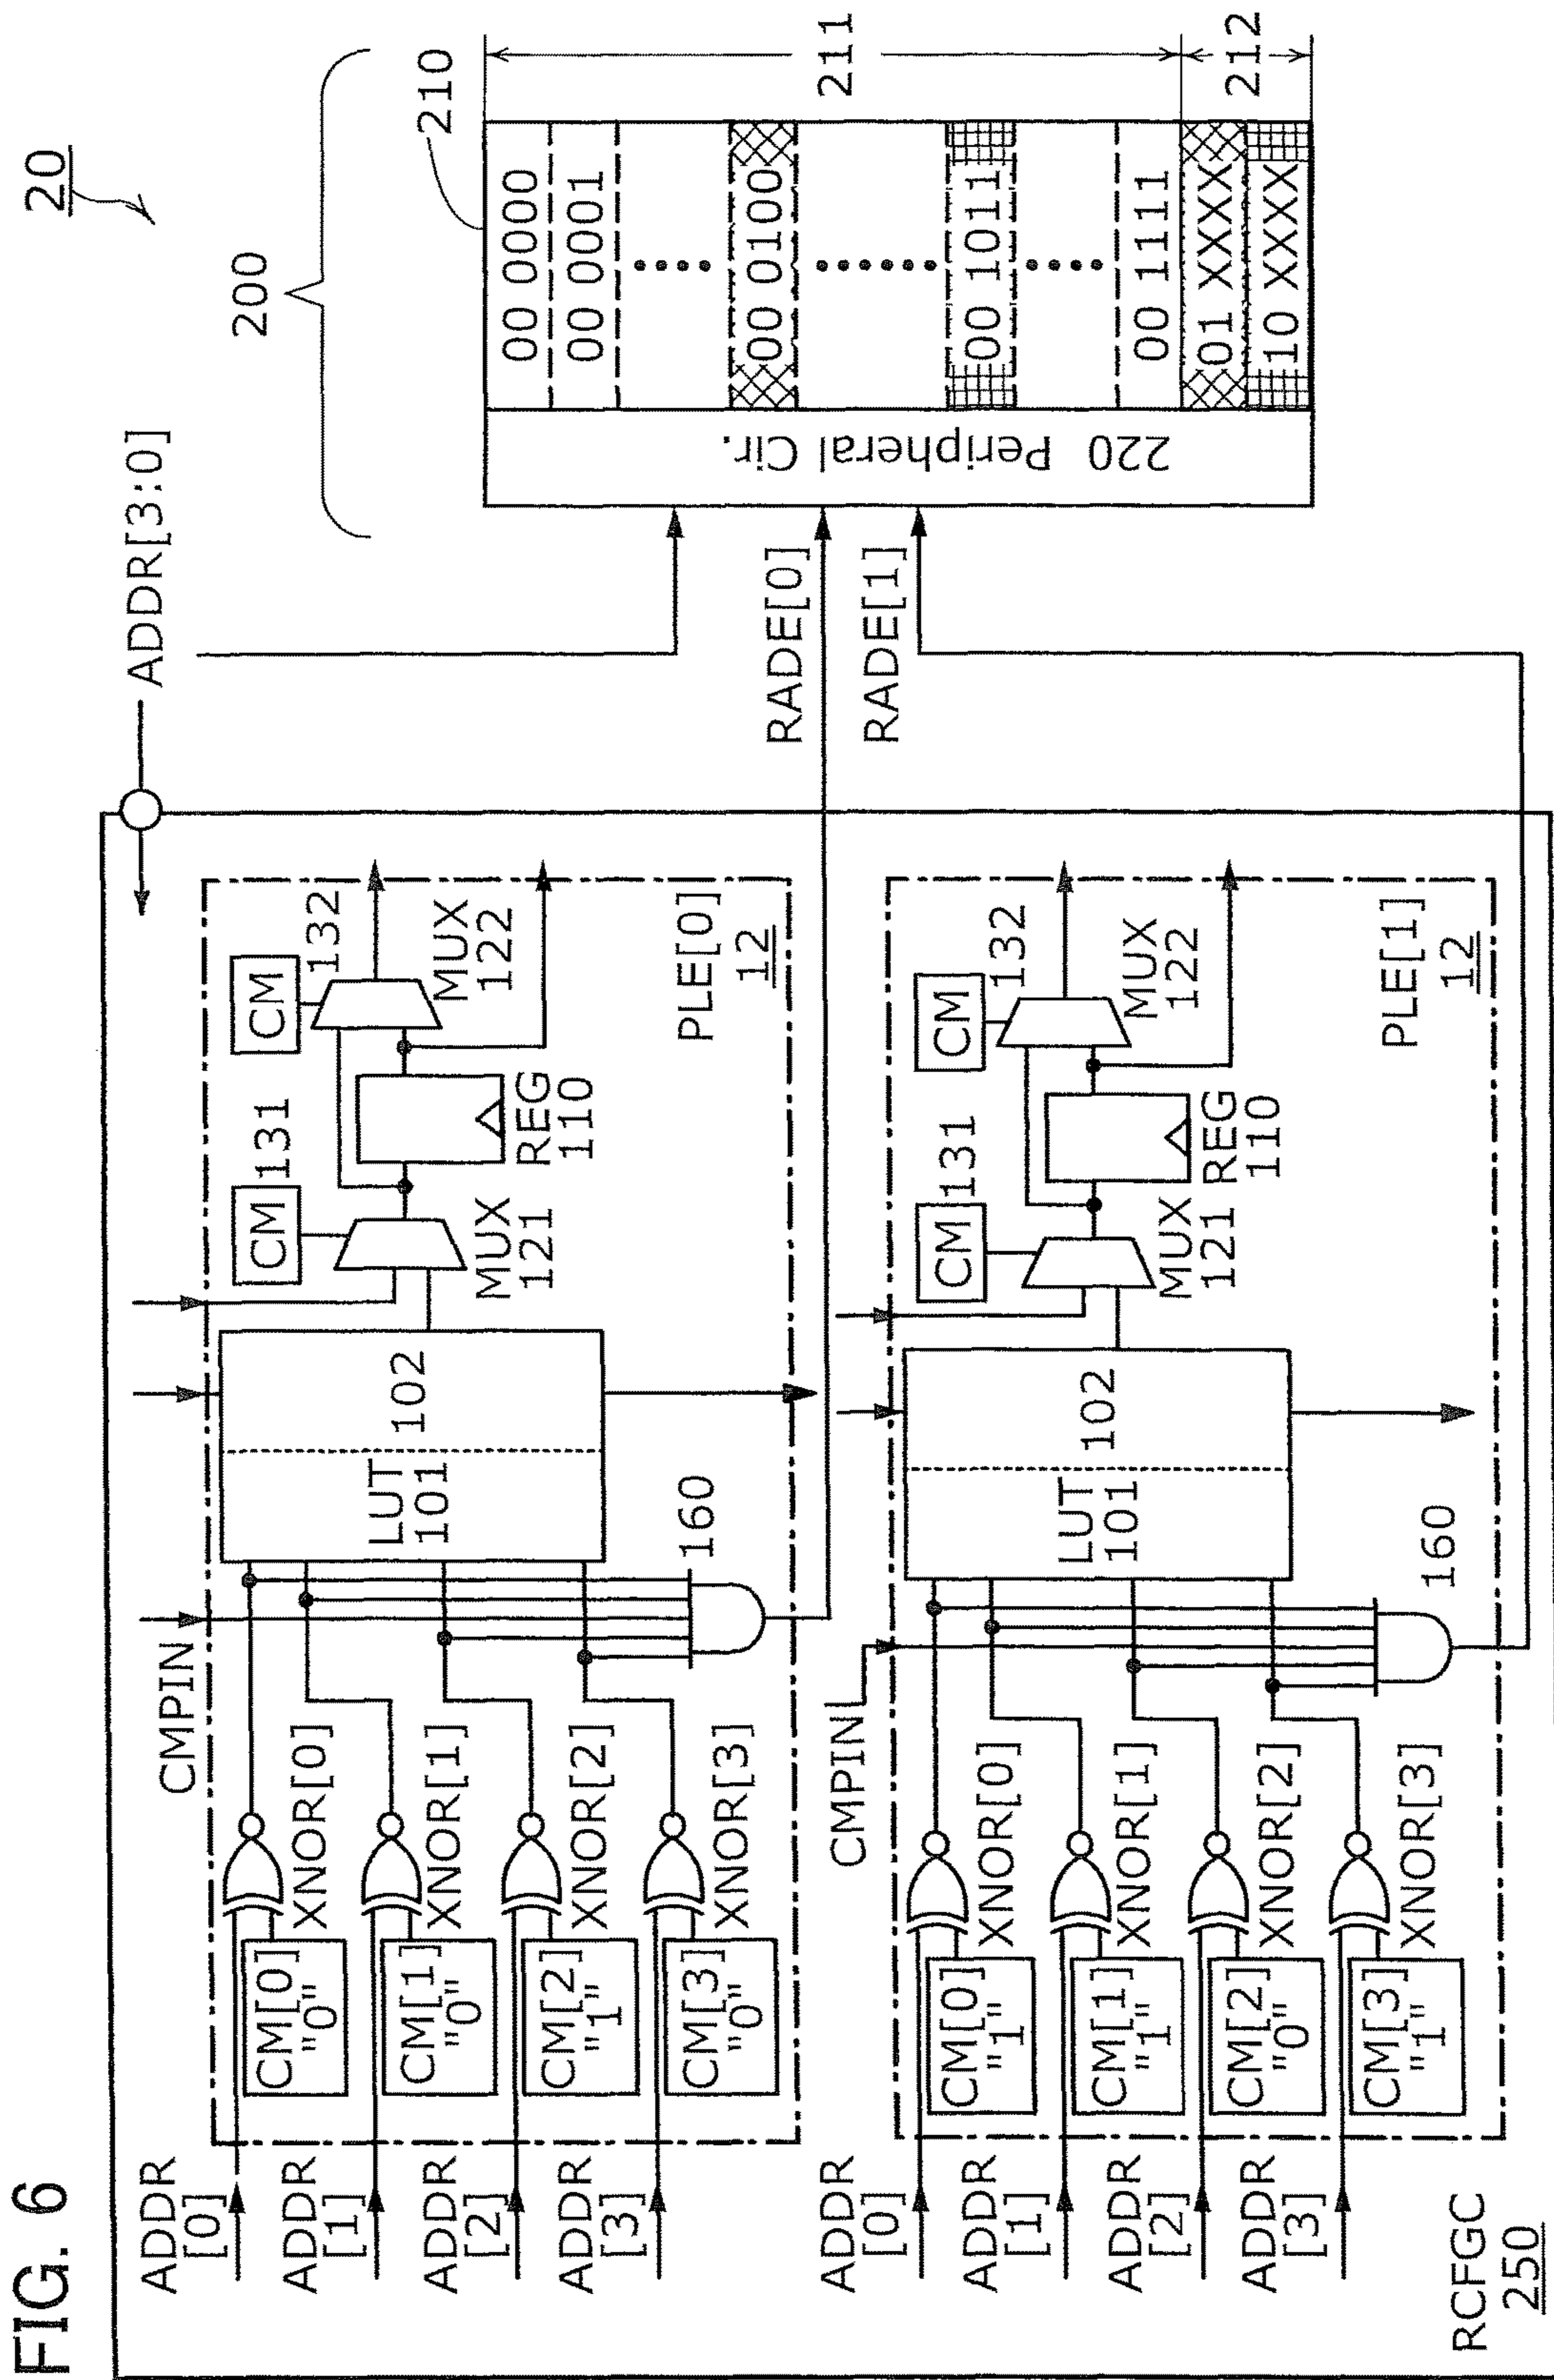 FIG. 6
20
RCFGC
250
ADDR
[0]
ADDR
[1]
ADDR
[2]
ADDR
[3]
CM[0]
"0"
CM[1]
"0"
CM[2]
"1"
CM[3]
"0"
XNOR[0]
XNOR[1]
XNOR[2]
XNOR[3]
CMPIN
160
LUT
101
102
MUX
121
CM
131
REG
110
CM
132
MUX
122
PLE[0]
12
ADDR
[0]
ADDR
[1]
ADDR
[2]
ADDR
[3]
CM[0]
"1"
CM[1]
"1"
CM[2]
"0"
CM[3]
"1"
XNOR[0]
XNOR[1]
XNOR[2]
XNOR[3]
CMPIN
160
LUT
101
102
MUX
121
CM
131
REG
110
CM
132
MUX
122
PLE[1]
12
ADDR[3:0]
RADE[0]
RADE[1]
200
210
220 Peripheral Cir.
00 0000
00 0001
00 0100
00 1011
00 1111
01 XXXX
10 XXXX
211
212